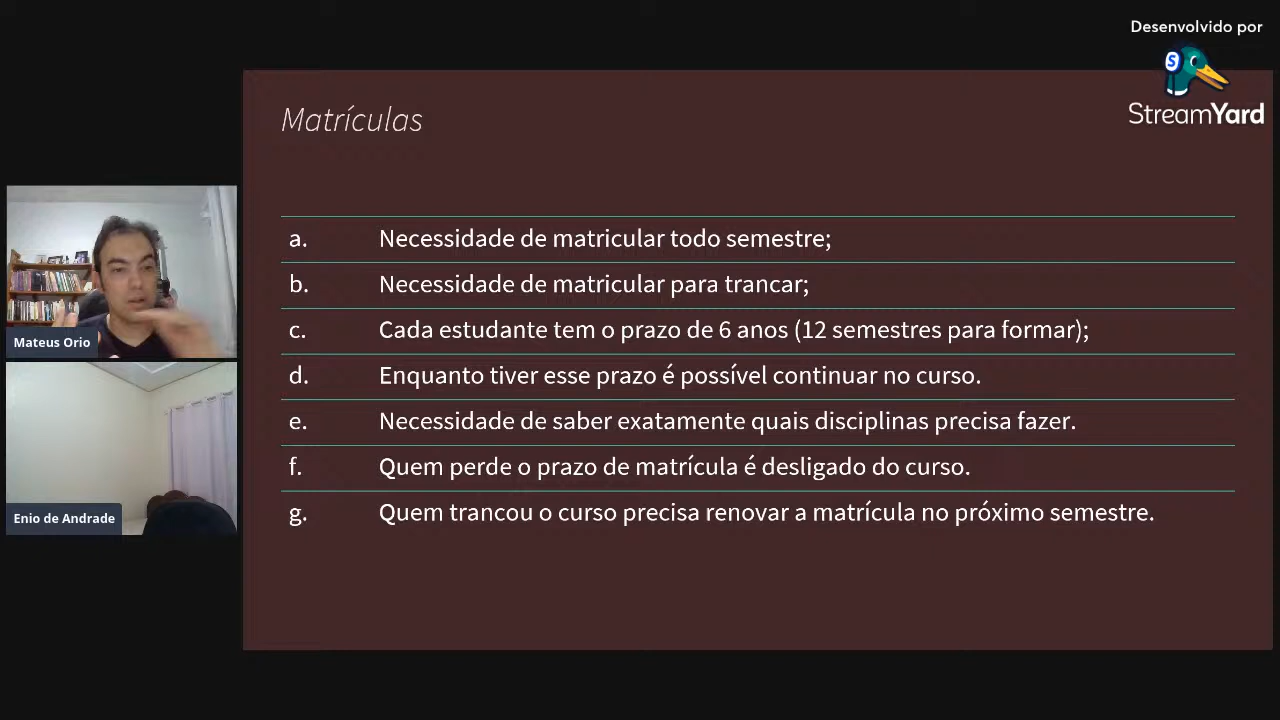 Desenvolvido por
S
StreamYard
Matrículas
a. Necessidade de matricular todo semestre;
b. Necessidade de matricular para trancar;
c. Cada estudante tem o prazo de 6 anos (12 semestres para formar);
d. Enquanto tiver esse prazo é possível continuar no curso.
e. Necessidade de saber exatamente quais disciplinas precisa fazer.
f. Quem perde o prazo de matrícula é desligado do curso.
g. Quem trancou o curso precisa renovar a matrícula no próximo semestre.
Mateus Orio
Enio de Andrade